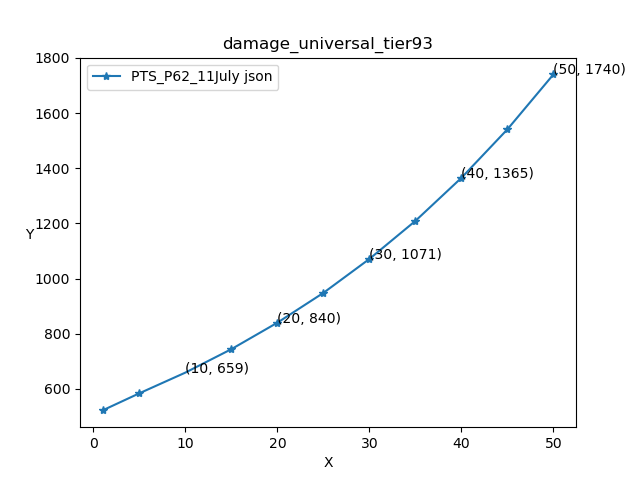 damage_universal_tier93
PTS_P62_11July json
(50, 1740)
(40, 1365)
(30, 1071)
(20, 840)
(10, 659)
1800
1600
1400
1200
1000
800
600
Y
0 10 20 30 40 50
X